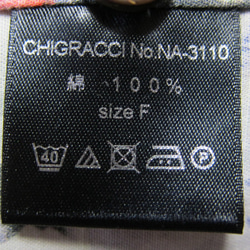 CHIGRACCI No.NA-3110
綿 100%
size F
40 P